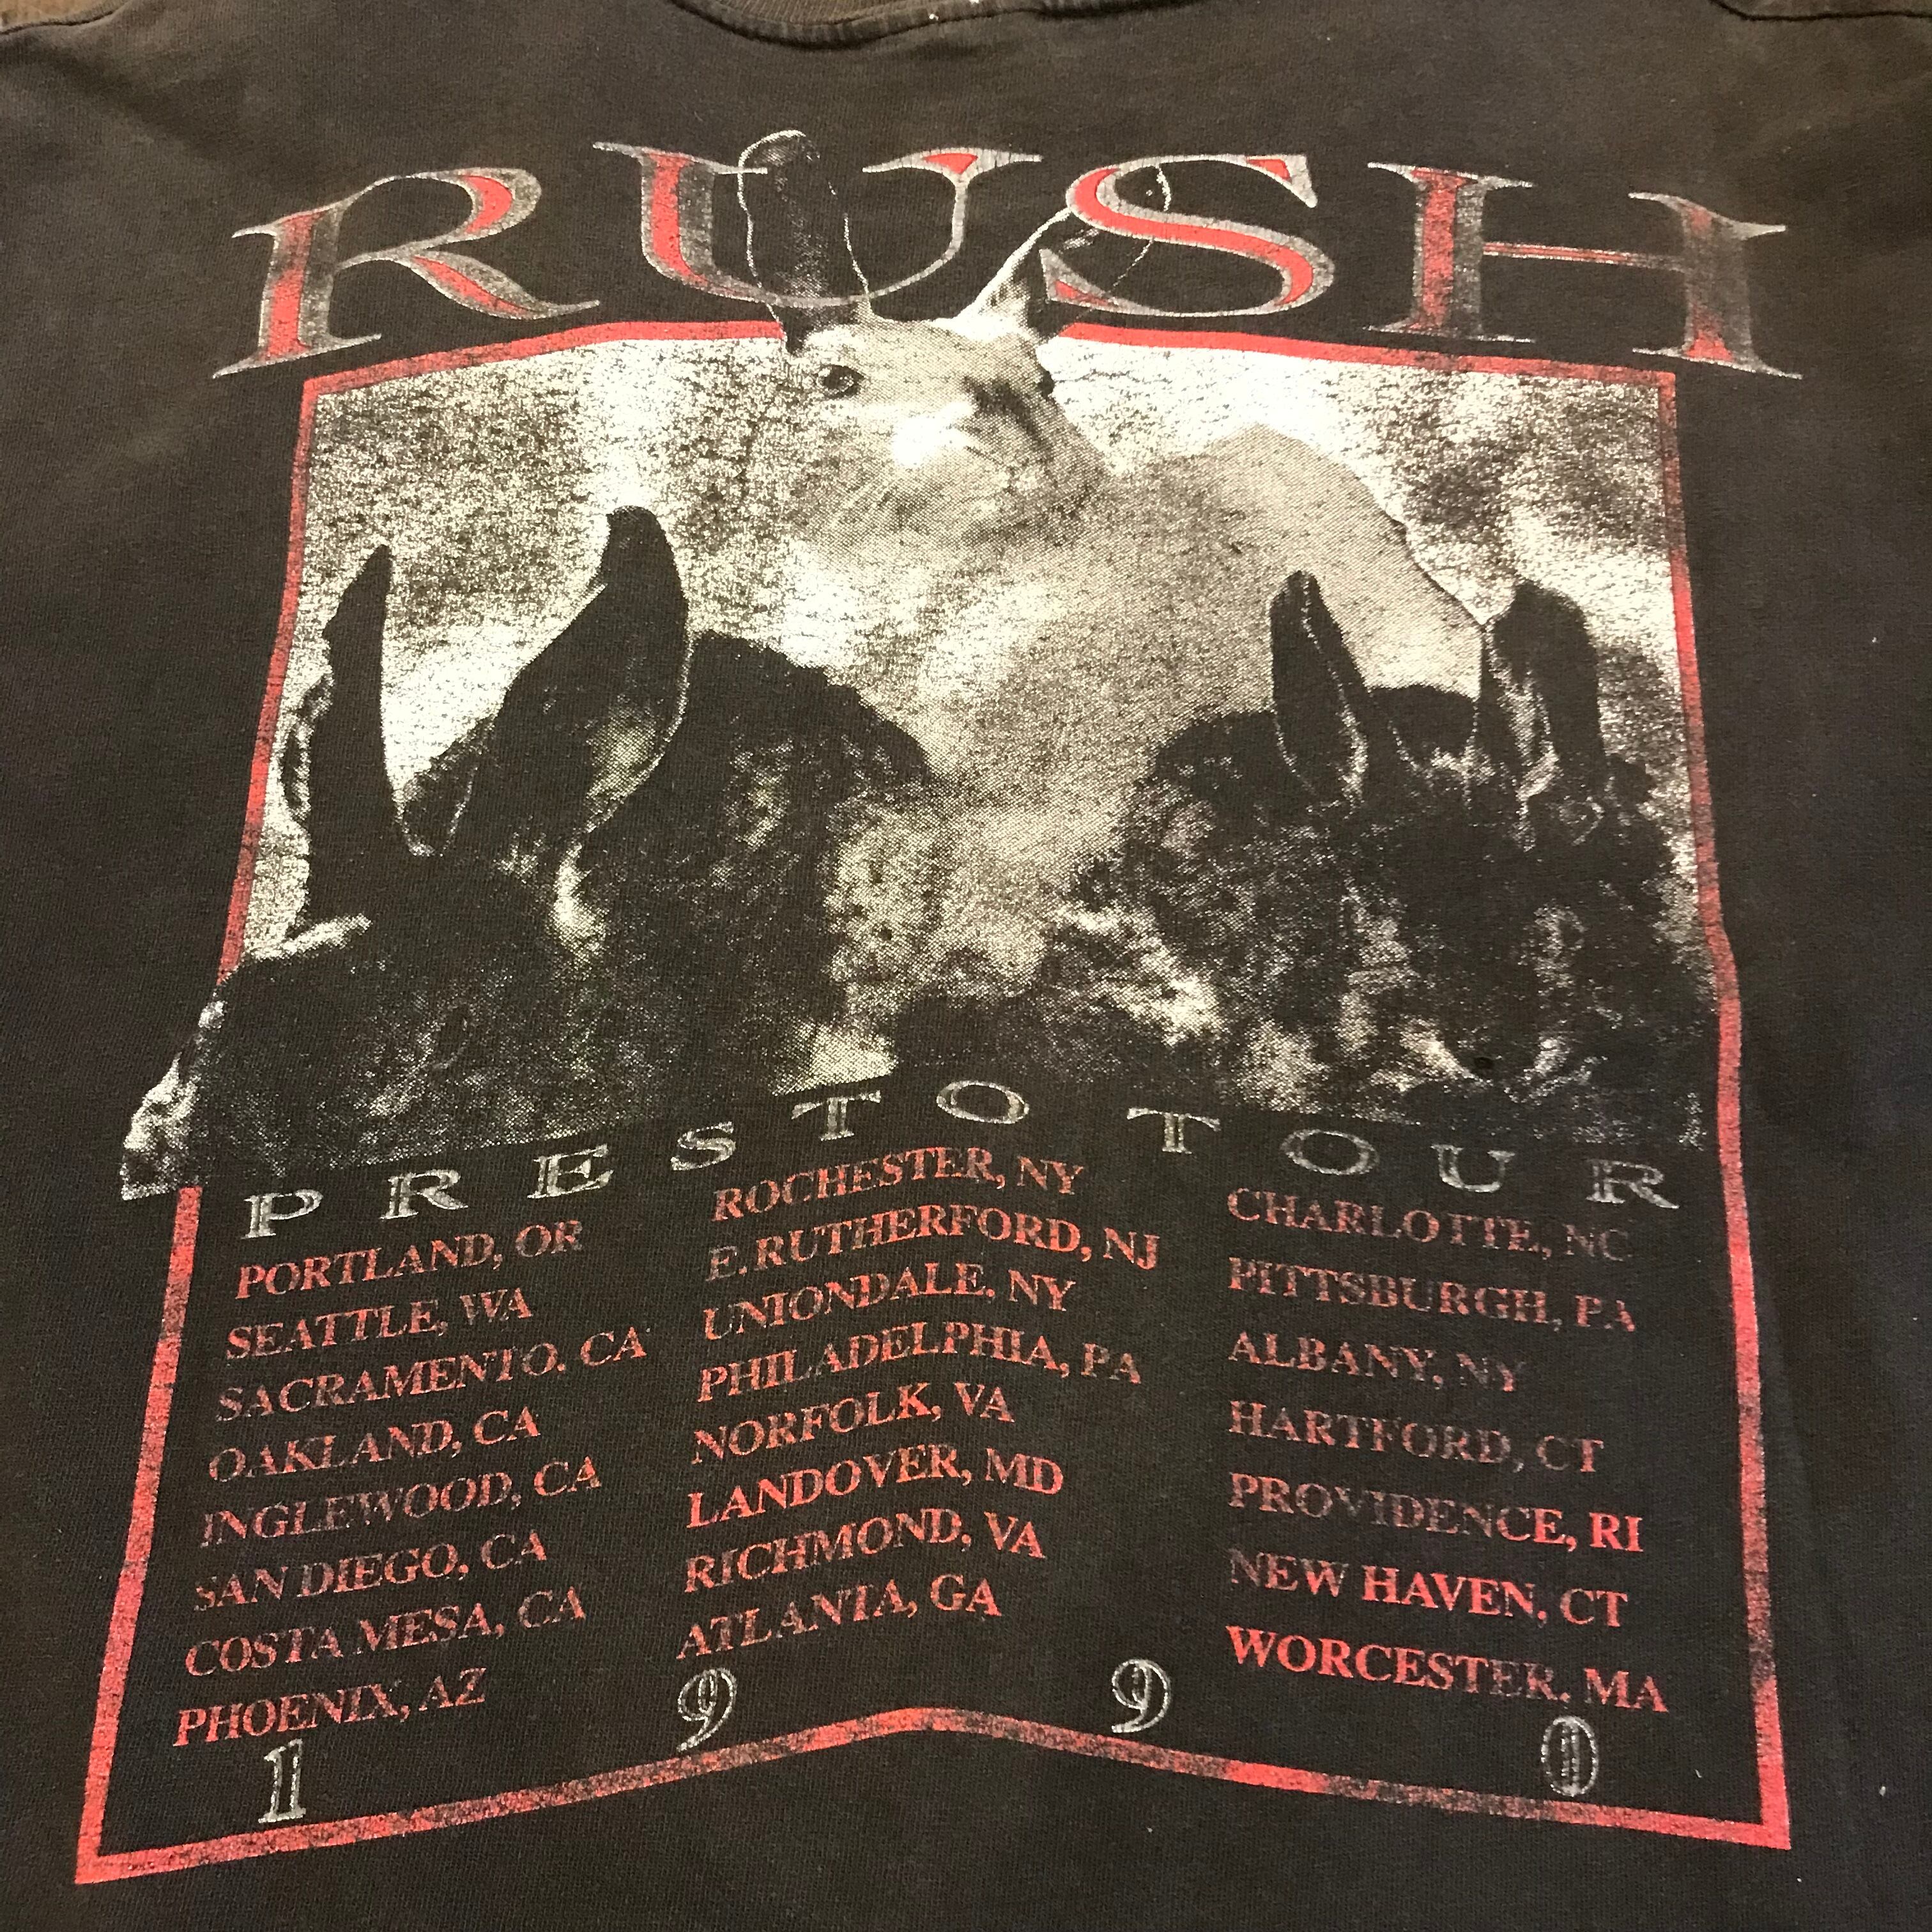 RUSH
PRESTO TOUR
PORTLAND, OR
SEATTLE, WA
SACRAMENTO, CA
OAKLAND, CA
INGLEWOOD, CA
SAN DIEGO, CA
COSTA MESA, CA
PHOENIX, AZ
ROCHESTER, NY
E. RUTHERFORD, NJ
UNIONDALE, NY
PHILADELPHIA, PA
NORFOLK, VA
LANDOVER, MD
RICHMOND, VA
ATLANTA, GA
CHARLOTTE, NC
PITTSBURGH, PA
ALBANY, NY
HARTFORD, CT
PROVIDENCE, RI
NEW HAVEN, CT
WORCESTER, MA
1990